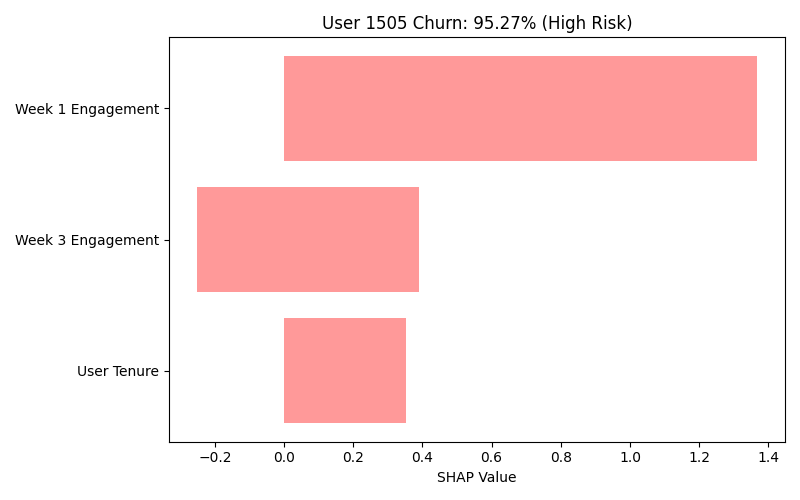 User 1505 Churn: 95.27% (High Risk)
Week 1 Engagement
Week 3 Engagement
User Tenure
−0.2 0.0 0.2 0.4 0.6 0.8 1.0 1.2 1.4
SHAP Value